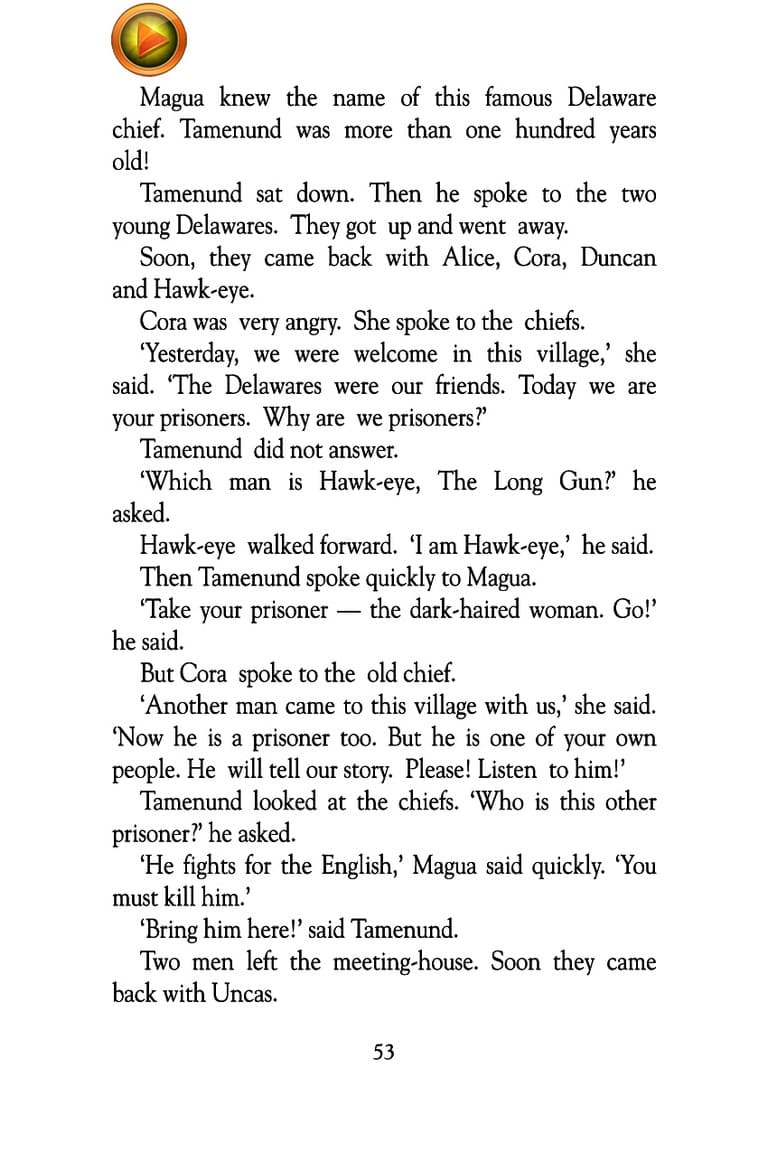 Magua knew the name of this famous Delaware
chief. Tamenund was more than one hundred years
old!
Tamenund sat down. Then he spoke to the two
young Delawares. They got up and went away.
Soon, they came back with Alice, Cora, Duncan
and Hawk-eye.
Cora was very angry. She spoke to the chiefs.
‘Yesterday, we were welcome in this village,’ she
said. ‘The Delawares were our friends. Today we are
your prisoners. Why are we prisoners?’
Tamenund did not answer.
‘Which man is Hawk-eye, The Long Gun?’ he
asked.
Hawk-eye walked forward. ‘I am Hawk-eye,’ he said.
Then Tamenund spoke quickly to Magua.
‘Take your prisoner — the dark-haired woman. Go!’
he said.
But Cora spoke to the old chief.
‘Another man came to this village with us,’ she said.
‘Now he is a prisoner too. But he is one of your own
people. He will tell our story. Please! Listen to him!’
Tamenund looked at the chiefs. ‘Who is this other
prisoner?’ he asked.
‘He fights for the English,’ Magua said quickly. ‘You
must kill him.’
‘Bring him here!’ said Tamenund.
Two men left the meeting-house. Soon they came
back with Uncas.
53